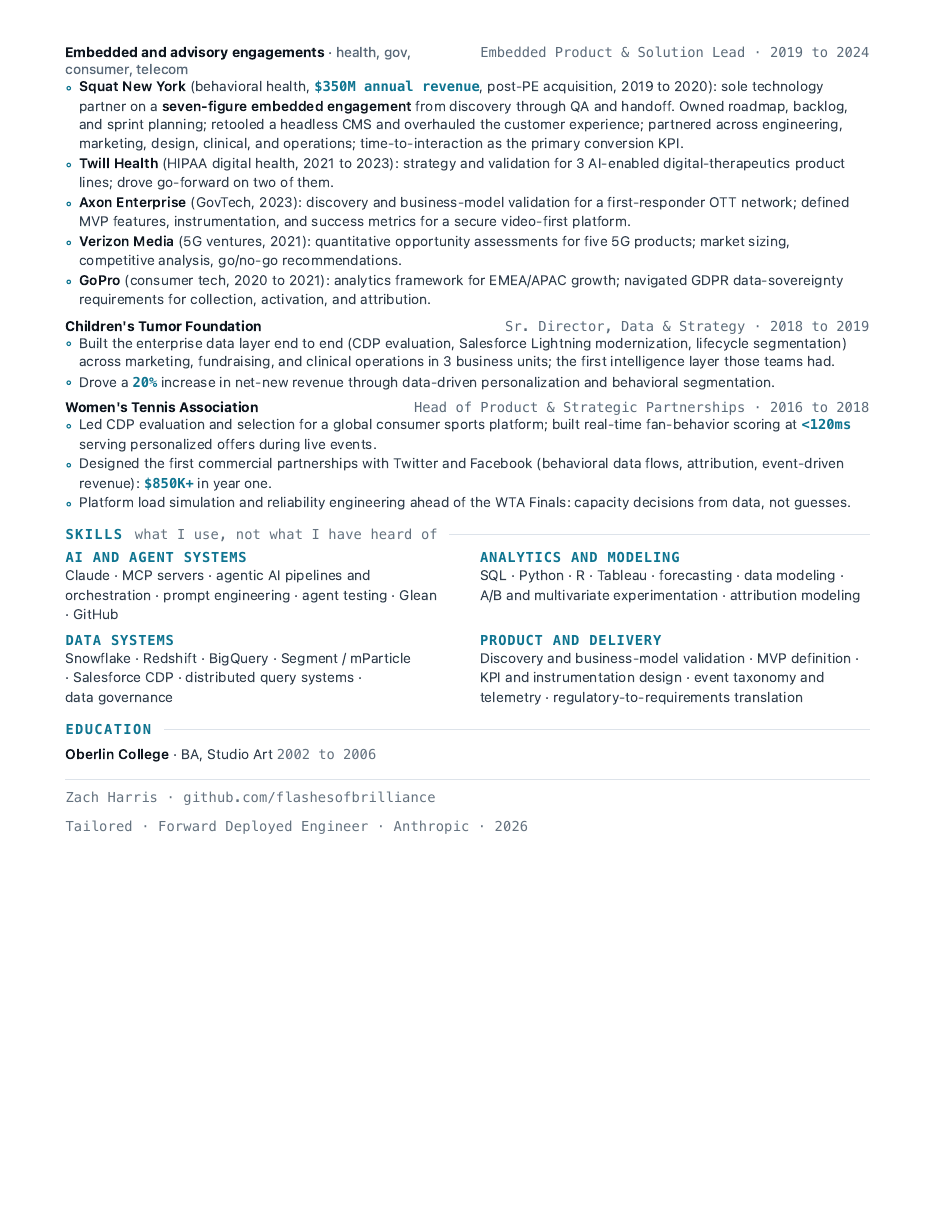 Embedded and advisory engagements · health, gov, consumer, telecom
Embedded Product & Solution Lead · 2019 to 2024
Squat New York (behavioral health, $350M annual revenue, post-PE acquisition, 2019 to 2020): sole technology
partner on a seven-figure embedded engagement from discovery through QA and handoff. Owned roadmap, backlog,
and sprint planning; retooled a headless CMS and overhauled the customer experience; partnered across engineering,
marketing, design, clinical, and operations; time-to-interaction as the primary conversion KPI.
Twill Health (HIPAA digital health, 2021 to 2023): strategy and validation for 3 AI-enabled digital-therapeutics product
lines; drove go-forward on two of them.
Axon Enterprise (GovTech, 2023): discovery and business-model validation for a first-responder OTT network; defined
MVP features, instrumentation, and success metrics for a secure video-first platform.
Verizon Media (5G ventures, 2021): quantitative opportunity assessments for five 5G products; market sizing,
competitive analysis, go/no-go recommendations.
GoPro (consumer tech, 2020 to 2021): analytics framework for EMEA/APAC growth; navigated GDPR data-sovereignty
requirements for collection, activation, and attribution.
Children's Tumor Foundation
Sr. Director, Data & Strategy · 2018 to 2019
Built the enterprise data layer end to end (CDP evaluation, Salesforce Lightning modernization, lifecycle segmentation)
across marketing, fundraising, and clinical operations in 3 business units; the first intelligence layer those teams had.
Drove a 20% increase in net-new revenue through data-driven personalization and behavioral segmentation.
Women's Tennis Association
Head of Product & Strategic Partnerships · 2016 to 2018
Led CDP evaluation and selection for a global consumer sports platform; built real-time fan-behavior scoring at <120ms
serving personalized offers during live events.
Designed the first commercial partnerships with Twitter and Facebook (behavioral data flows, attribution, event-driven
revenue): $850K+ in year one.
Platform load simulation and reliability engineering ahead of the WTA Finals: capacity decisions from data, not guesses.
SKILLS what I use, not what I have heard of
AI AND AGENT SYSTEMS
Claude · MCP servers · agentic AI pipelines and
orchestration · prompt engineering · agent testing · Glean
· GitHub
ANALYTICS AND MODELING
SQL · Python · R · Tableau · forecasting · data modeling ·
A/B and multivariate experimentation · attribution modeling
DATA SYSTEMS
Snowflake · Redshift · BigQuery · Segment / mParticle
· Salesforce CDP · distributed query systems ·
data governance
PRODUCT AND DELIVERY
Discovery and business-model validation · MVP definition ·
KPI and instrumentation design · event taxonomy and
telemetry · regulatory-to-requirements translation
EDUCATION
Oberlin College · BA, Studio Art 2002 to 2006
Zach Harris · github.com/flashesofbrilliance
Tailored · Forward Deployed Engineer · Anthropic · 2026